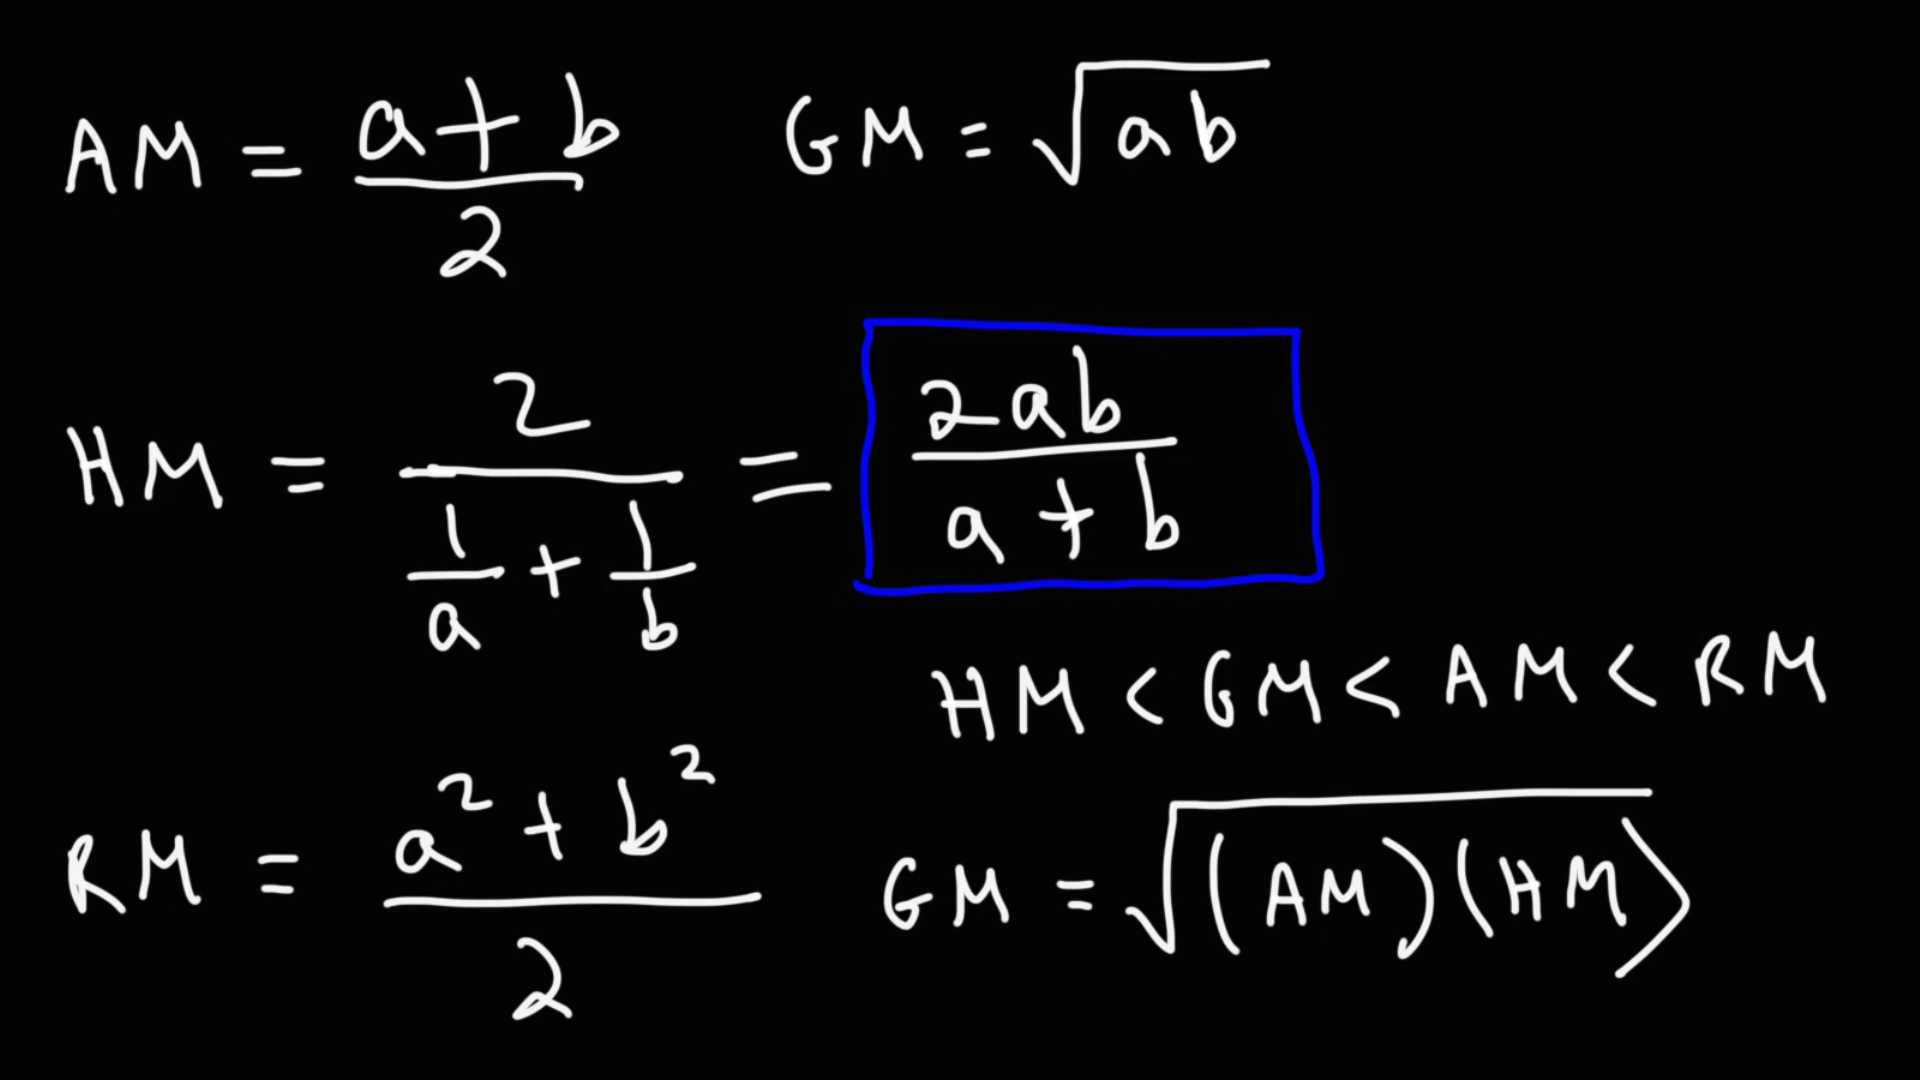 AM = (a + b)/2
GM = √(ab)
HM = 2/(1/a + 1/b) = 2ab/(a + b)
HM < GM < AM < RM
RM = (a² + b²)/2
GM = √((AM)(HM))